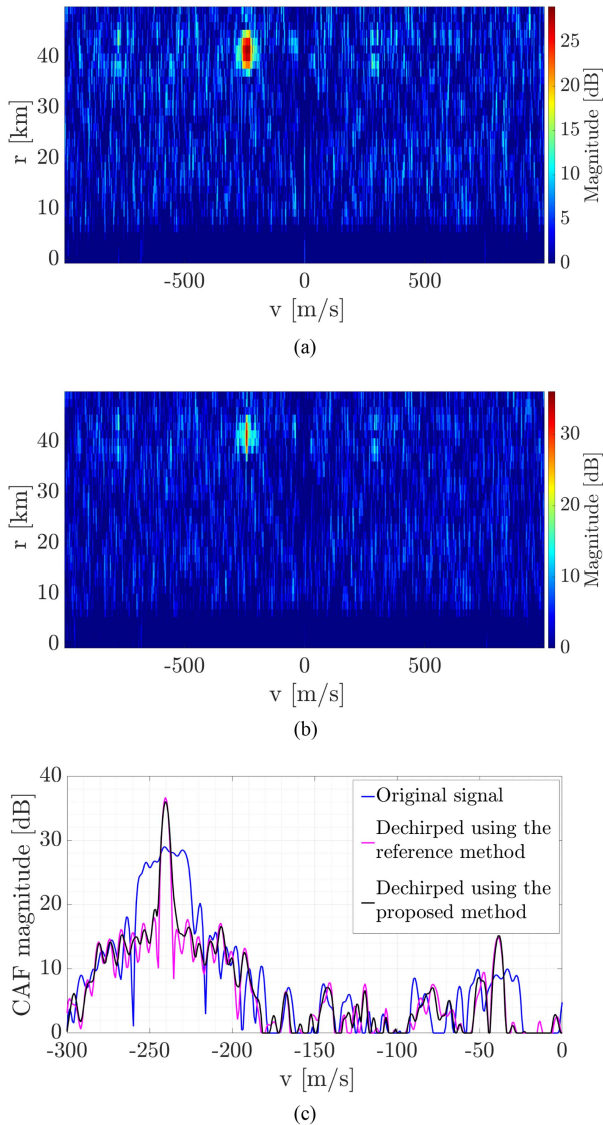 40
30
20
10
0
r [km]
-500
0
500
v [m/s]
25
20
15
10
5
0
Magnitude [dB]
(a)
40
30
20
10
0
r [km]
-500
0
500
v [m/s]
30
20
10
0
Magnitude [dB]
(b)
40
30
20
10
0
CAF magnitude [dB]
Original signal
Dechirped using the
reference method
Dechirped using the
proposed method
-300
-250
-200
-150
-100
-50
0
v [m/s]
(c)